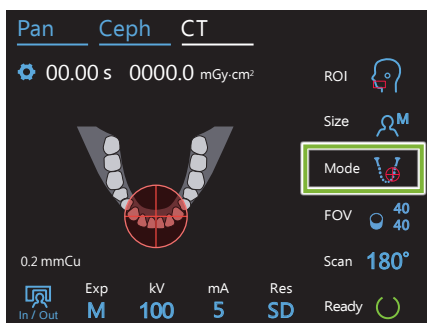 Pan Ceph CT
00.00 s 0000.0 mGy·cm²
ROI
Size M
Mode
FOV 40
40
0.2 mmCu
Scan 180°
Exp kV mA Res
In / Out M 100 5 SD
Ready